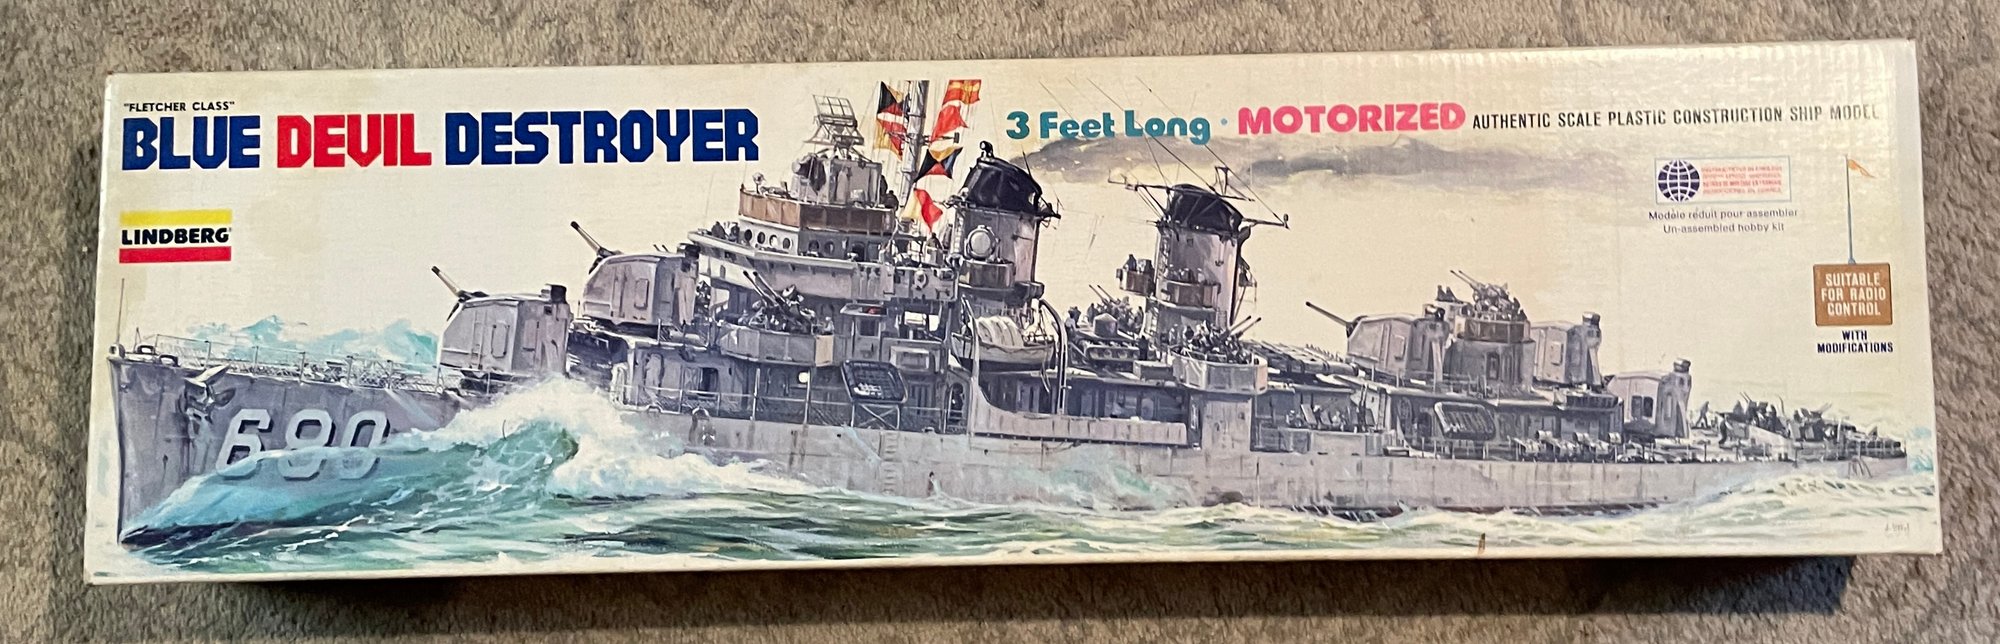 "FLETCHER CLASS"
BLUE DEVIL DESTROYER
3 Feet Long · MOTORIZED AUTHENTIC SCALE PLASTIC CONSTRUCTION SHIP MODEL
LINDBERG
Modèle réduit pour assembler
Un-assembled hobby kit
SUITABLE
FOR RADIO
CONTROL
WITH
MODIFICATIONS
690